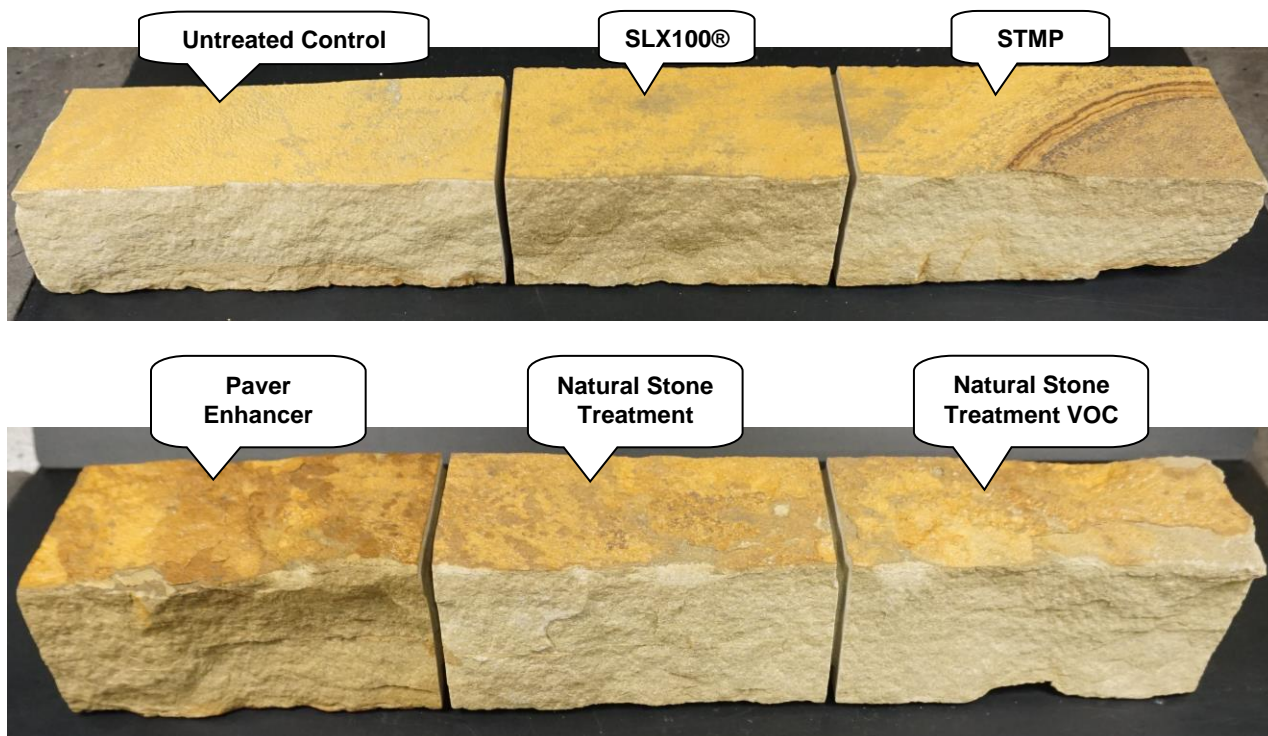 Untreated Control
SLX100®
STMP
Paver
Enhancer
Natural Stone
Treatment
Natural Stone
Treatment VOC